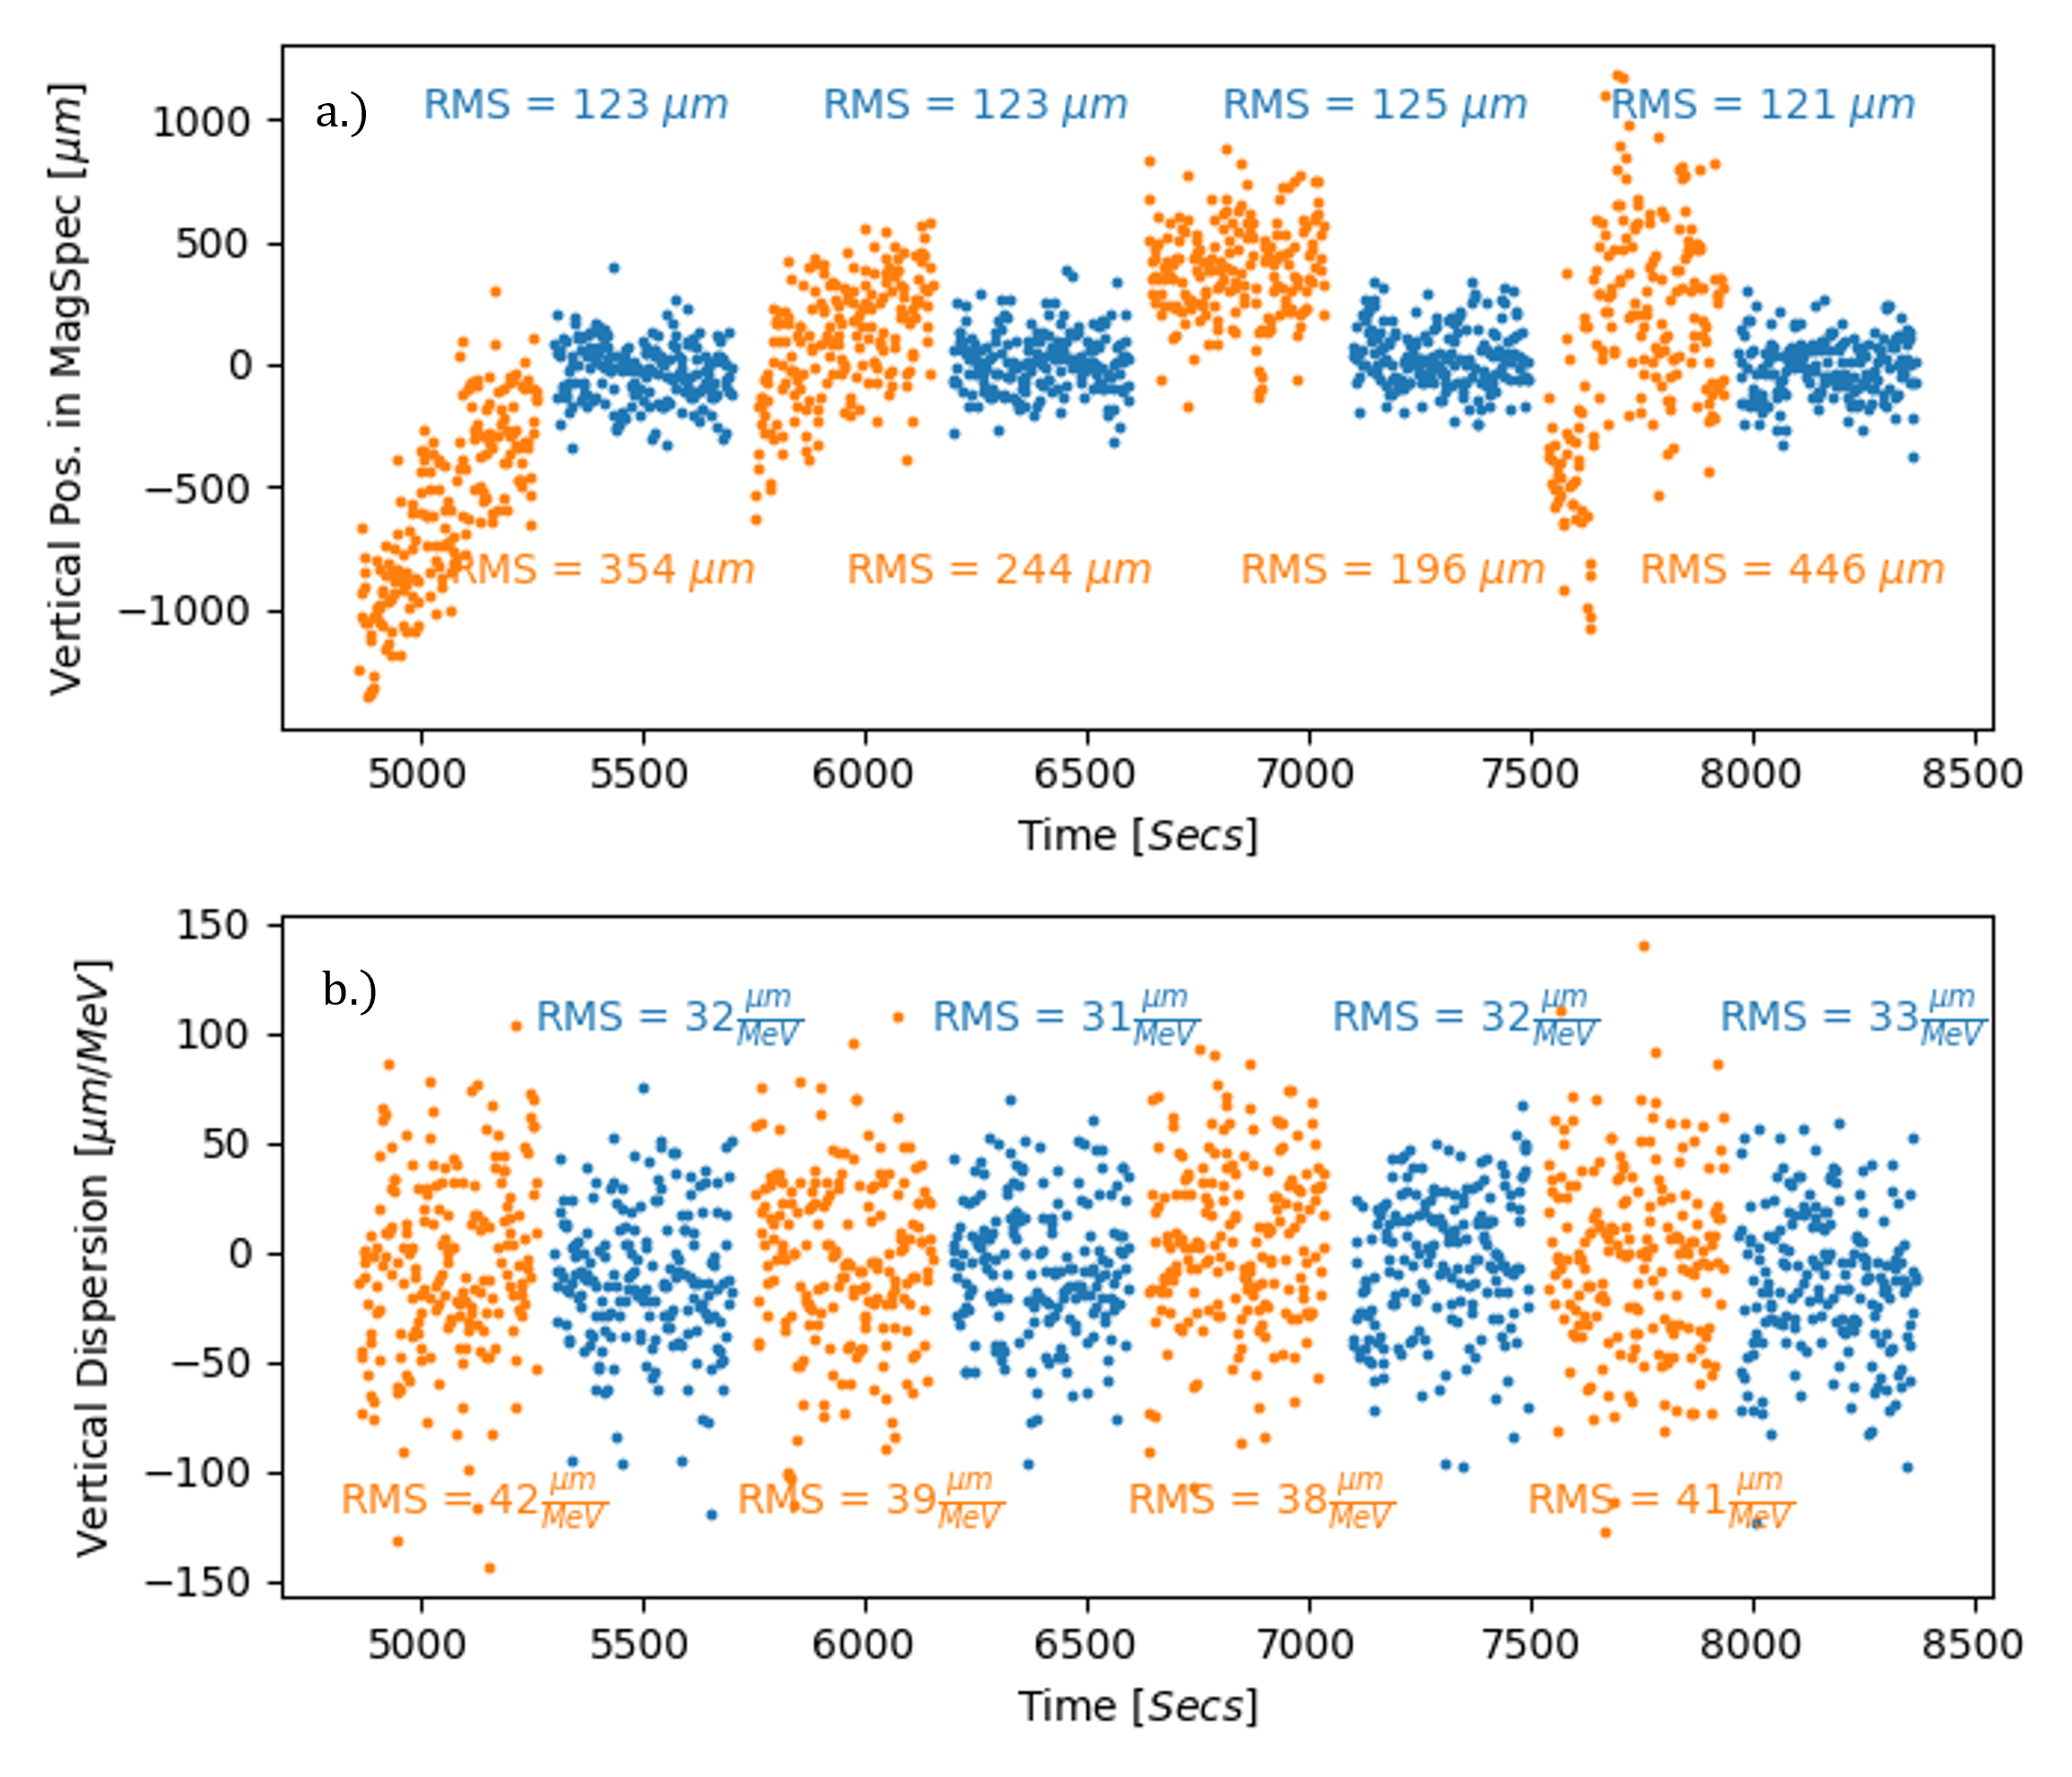 a.)
RMS = 123 μm RMS = 123 μm RMS = 125 μm RMS = 121 μm
RMS = 354 μm RMS = 244 μm RMS = 196 μm RMS = 446 μm
Vertical Pos. in MagSpec [μm]
1000
500
0
−500
−1000
5000 5500 6000 6500 7000 7500 8000 8500
Time [Secs]
b.)
RMS = 32 μm/MeV RMS = 31 μm/MeV RMS = 32 μm/MeV RMS = 33 μm/MeV
RMS = 42 μm/MeV RMS = 39 μm/MeV RMS = 38 μm/MeV RMS = 41 μm/MeV
Vertical Dispersion [μm/MeV]
150
100
50
0
−50
−100
−150
5000 5500 6000 6500 7000 7500 8000 8500
Time [Secs]